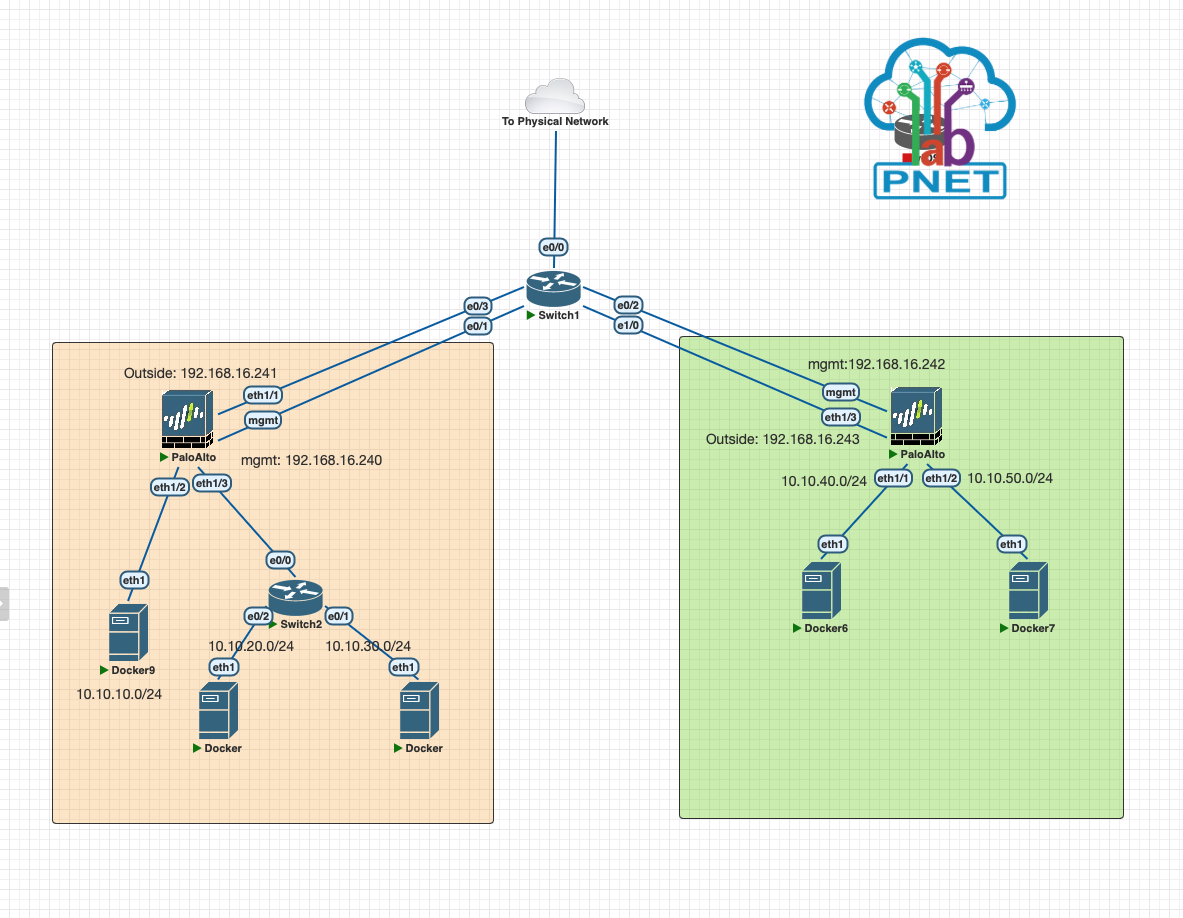 To Physical Network
PNET
lab
e0/0
Switch1
e0/3
e0/1
e0/2
e1/0
Outside: 192.168.16.241
eth1/1
mgmt
PaloAlto
mgmt: 192.168.16.240
eth1/2
eth1/3
eth1
Docker9
10.10.10.0/24
e0/0
e0/2
Switch2
e0/1
10.10.20.0/24
10.10.30.0/24
eth1
eth1
Docker
Docker
mgmt:192.168.16.242
mgmt
eth1/3
Outside: 192.168.16.243
PaloAlto
10.10.40.0/24
eth1/1
eth1/2
10.10.50.0/24
eth1
eth1
Docker6
Docker7